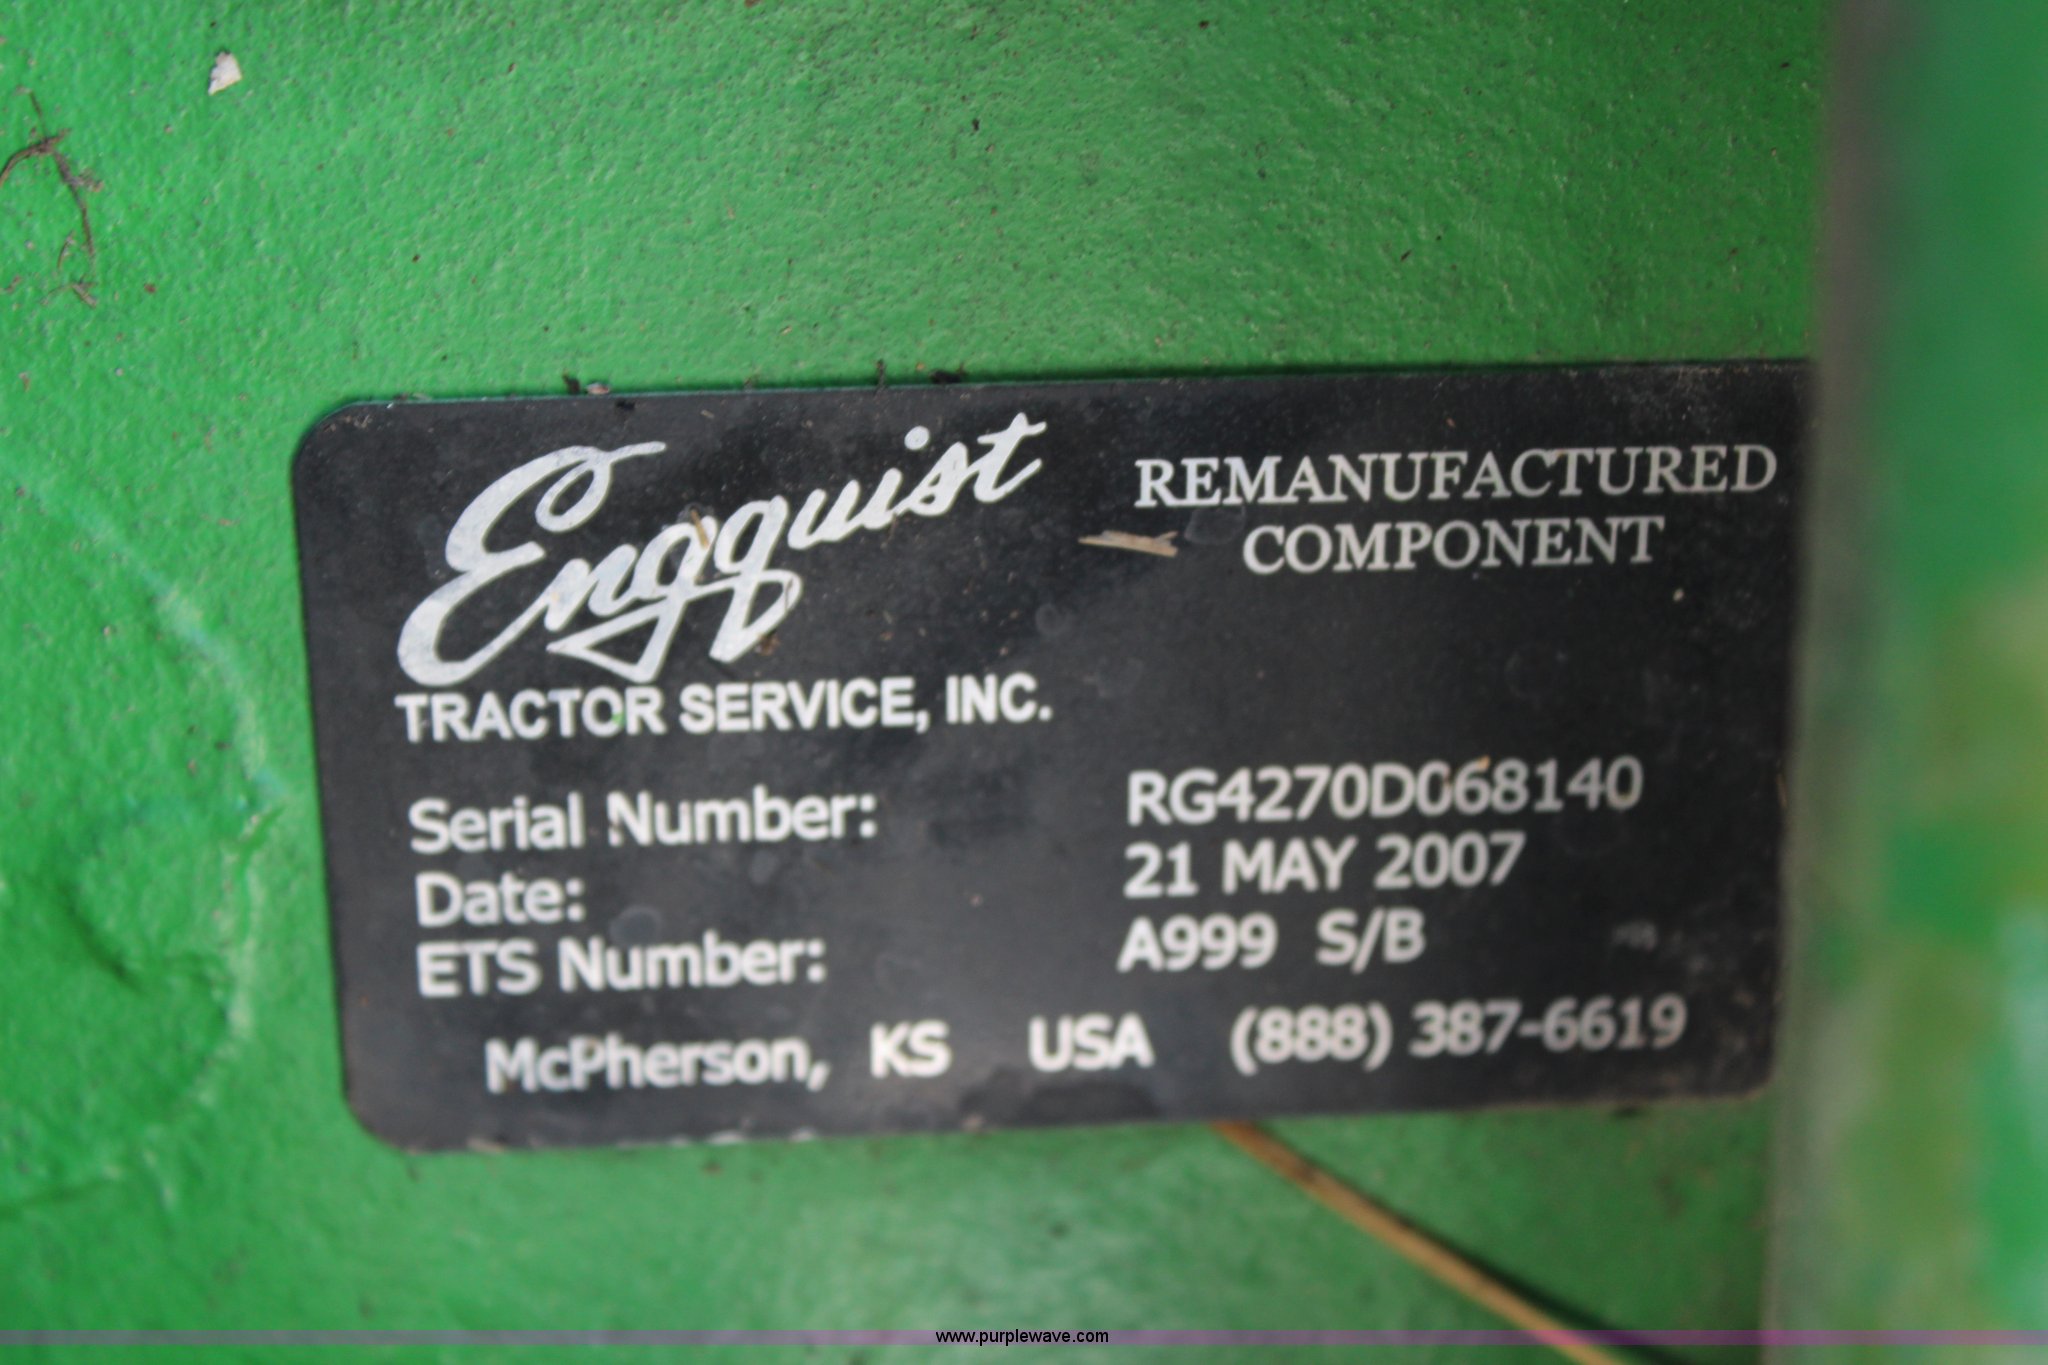 Engquist
TRACTOR SERVICE, INC.
REMANUFACTURED
COMPONENT
Serial Number: RG4270D068140
Date: 21 MAY 2007
ETS Number: A999 S/B
McPherson, KS USA (888) 387-6619
www.purplewave.com